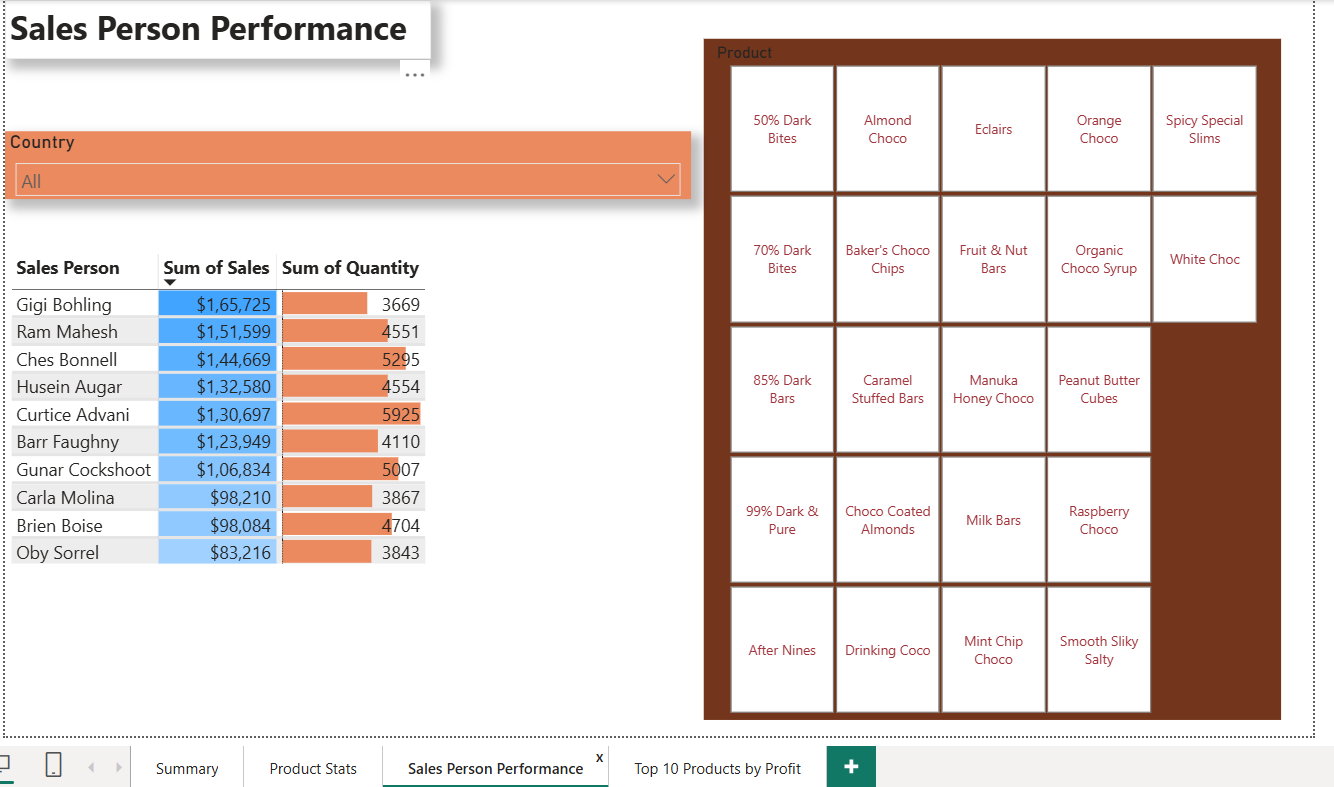 Sales Person Performance
...
Country
All
Sales Person Sum of Sales Sum of Quantity
Gigi Bohling $1,65,725 3669
Ram Mahesh $1,51,599 4551
Ches Bonnell $1,44,669 5295
Husein Augar $1,32,580 4554
Curtice Advani $1,30,697 5925
Barr Faughny $1,23,949 4110
Gunar Cockshoot $1,06,834 5007
Carla Molina $98,210 3867
Brien Boise $98,084 4704
Oby Sorrel $83,216 3843
Product
50% Dark
Bites
Almond
Choco
Eclairs
Orange
Choco
Spicy Special
Slims
70% Dark
Bites
Baker's Choco
Chips
Fruit & Nut
Bars
Organic
Choco Syrup
White Choc
85% Dark
Bars
Caramel
Stuffed Bars
Manuka
Honey Choco
Peanut Butter
Cubes
99% Dark &
Pure
Choco Coated
Almonds
Milk Bars
Raspberry
Choco
After Nines
Drinking Coco
Mint Chip
Choco
Smooth Sliky
Salty
Summary
Product Stats
Sales Person Performance
x
Top 10 Products by Profit
+